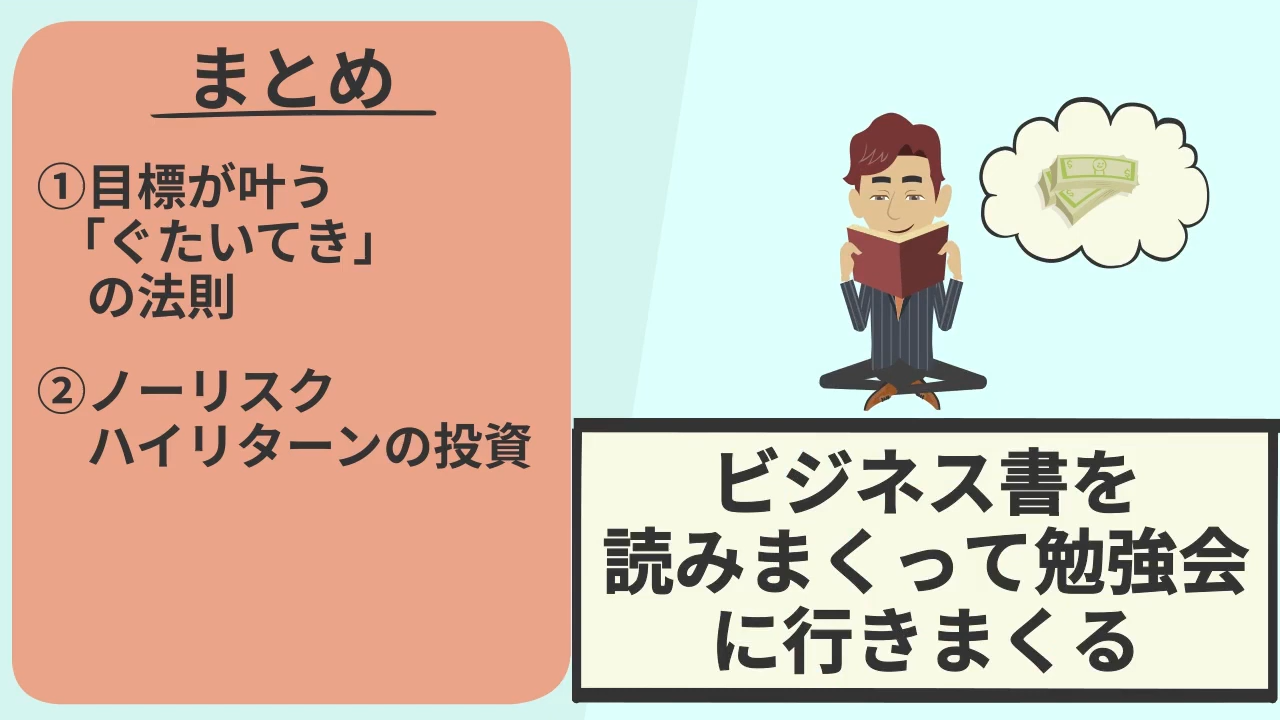 まとめ
①目標が叶う
「ぐたいてき」
の法則
②ノーリスク
ハイリターンの投資
ビジネス書を
読みまくって勉強会
に行きまくる